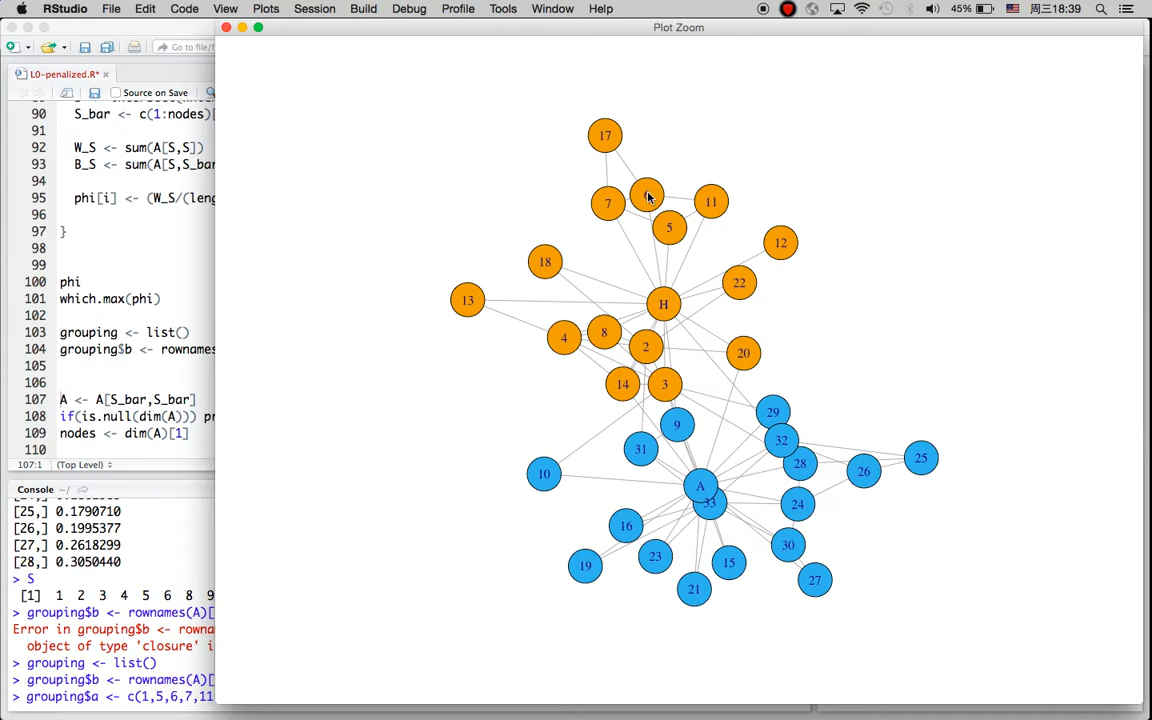 RStudio File Edit Code View Plots Session Build Debug Profile Tools Window Help 45% 周三18:39
Plot Zoom
Go to file/f
L0-penalized.R* ×
Source on Save
90 S_bar <- c(1:nodes)[
91
92 W_S <- sum(A[S,S])
93 B_S <- sum(A[S,S_bar
94
95 phi[i] <- (W_S/(leng
96
97 }
98
99
100 phi
101 which.max(phi)
102
103 grouping <- list()
104 grouping$b <- rownames
105
106
107 A <- A[S_bar,S_bar]
108 if(is.null(dim(A))) pr
109 nodes <- dim(A)[1]
110
107:1 (Top Level)
Console ~/
[25,] 0.1790710
[26,] 0.1995377
[27,] 0.2618299
[28,] 0.3050440
> S
[1] 1 2 3 4 5 6 8 9
> grouping$b <- rownames(A)[
Error in grouping$b <- rowna
object of type 'closure' i
> grouping <- list()
> grouping$b <- rownames(A)[
> grouping$a <- c(1,5,6,7,11
17
7
11
5
12
18
22
13
H
8
4
2
20
14
3
29
9
32
31
28
25
10
26
A
33
24
16
30
23
15
19
27
21